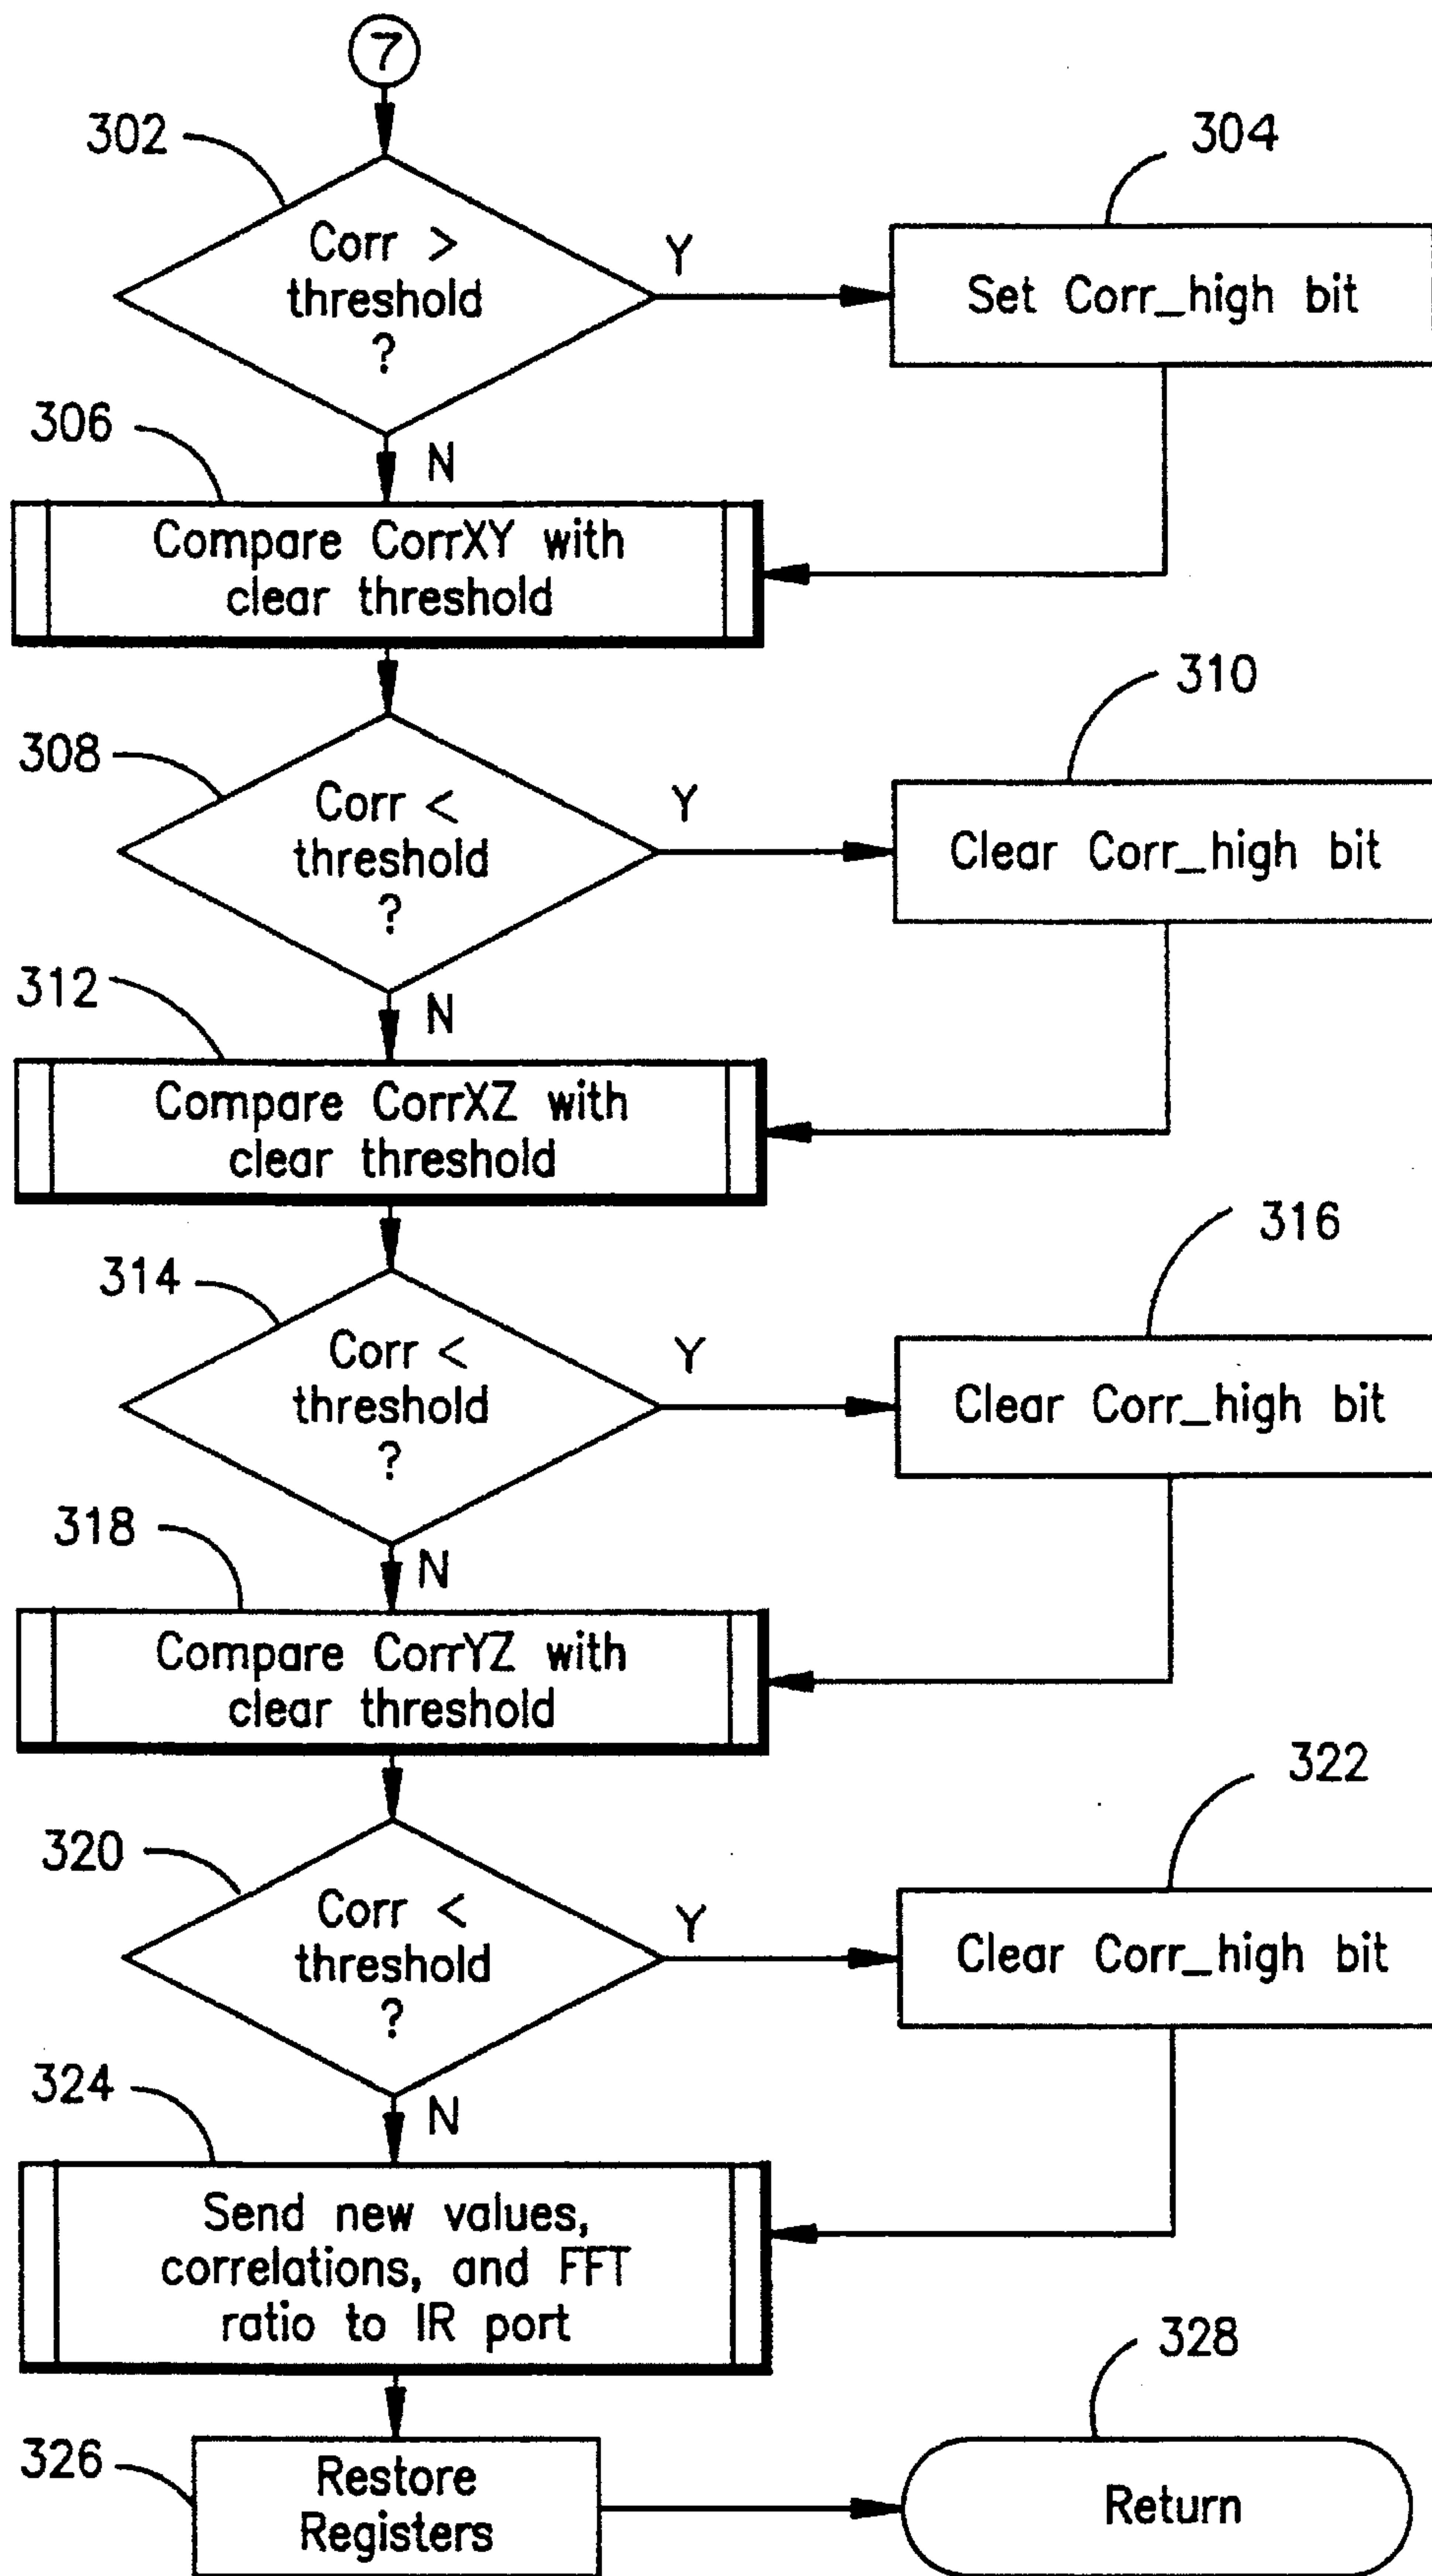 7
302
304
Corr >
threshold
?
Y
Set Corr_high bit
306
N
Compare CorrXY with
clear threshold
310
308
Corr <
threshold
?
Y
Clear Corr_high bit
312
N
Compare CorrXZ with
clear threshold
316
314
Corr <
threshold
?
Y
Clear Corr_high bit
318
N
Compare CorrYZ with
clear threshold
322
320
Corr <
threshold
?
Y
Clear Corr_high bit
324
N
Send new values,
correlations, and FFT
ratio to IR port
328
326
Restore
Registers
Return